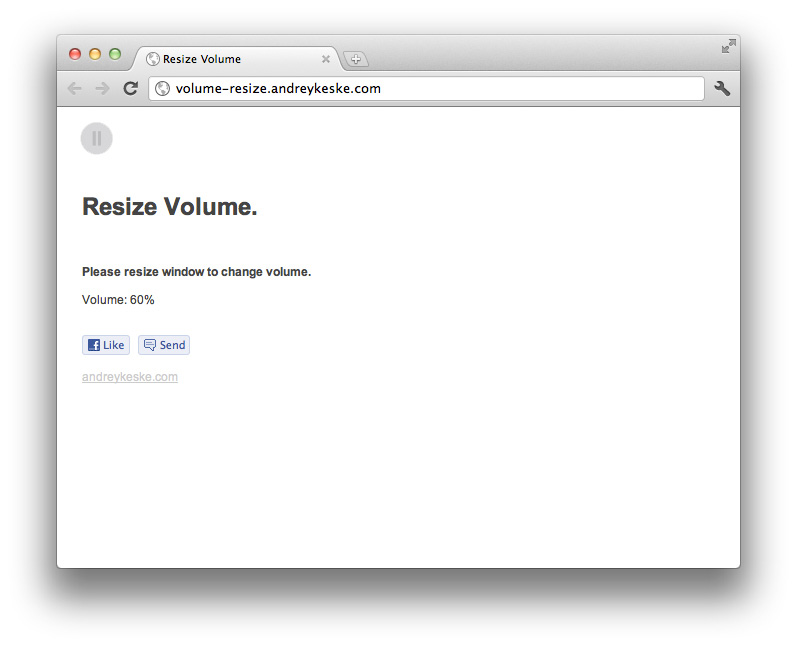 Resize Volume
volume-resize.andreykeske.com
Resize Volume.
Please resize window to change volume.
Volume: 60%
Like Send
andreykeske.com